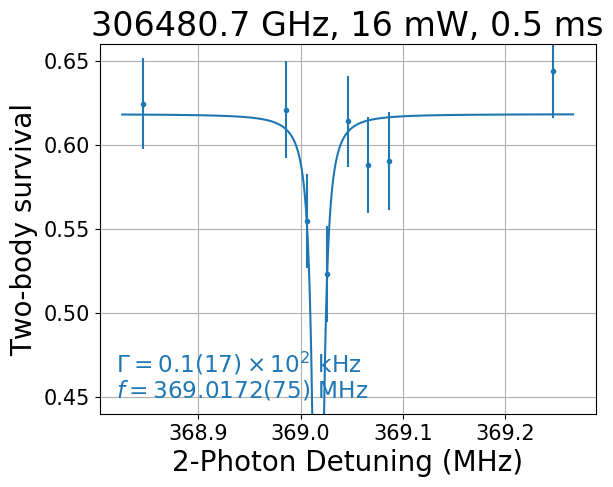 306480.7 GHz, 16 mW, 0.5 ms
Two-body survival
0.65
0.60
0.55
0.50
0.45
Γ = 0.1(17) × 10² kHz
f = 369.0172(75) MHz
368.9 369.0 369.1 369.2
2-Photon Detuning (MHz)